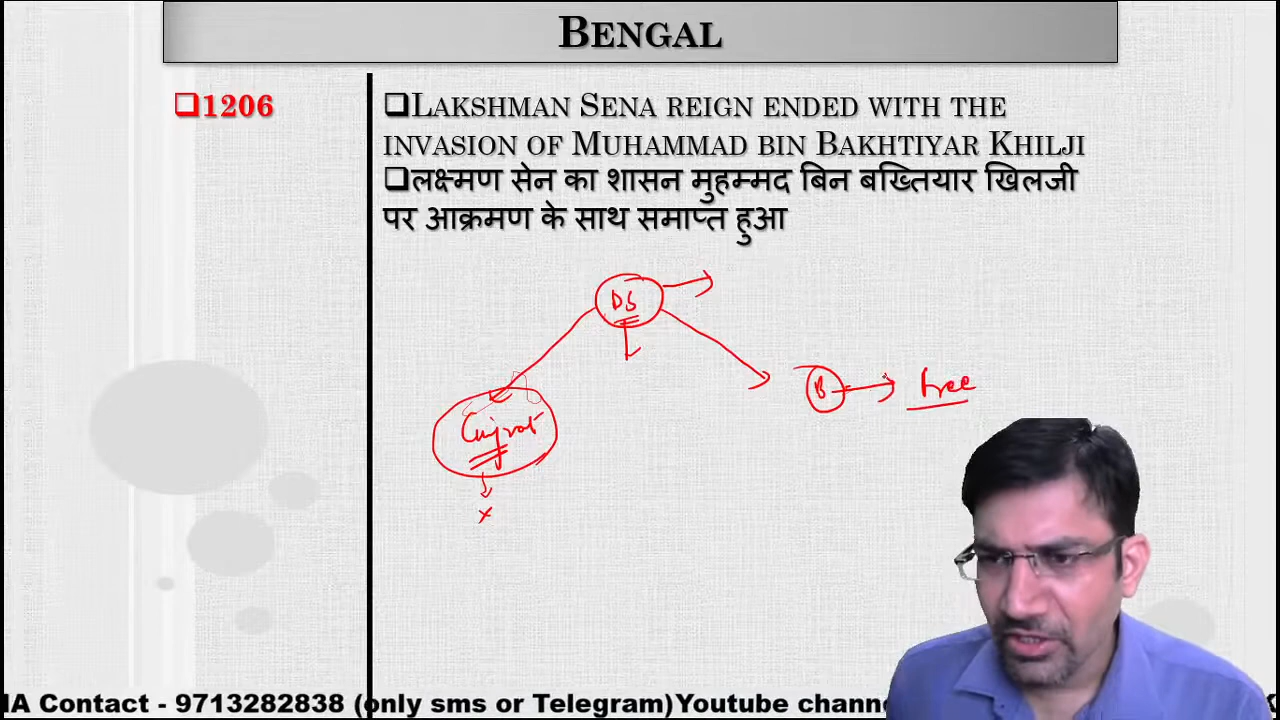 BENGAL
❑1206
❑LAKSHMAN SENA REIGN ENDED WITH THE
INVASION OF MUHAMMAD BIN BAKHTIYAR KHILJI
❑लक्ष्मण सेन का शासन मुहम्मद बिन बख्तियार खिलजी
पर आक्रमण के साथ समाप्त हुआ
DS
B
free
Gujrat
x
IA Contact - 9713282838 (only sms or Telegram)Youtube channe